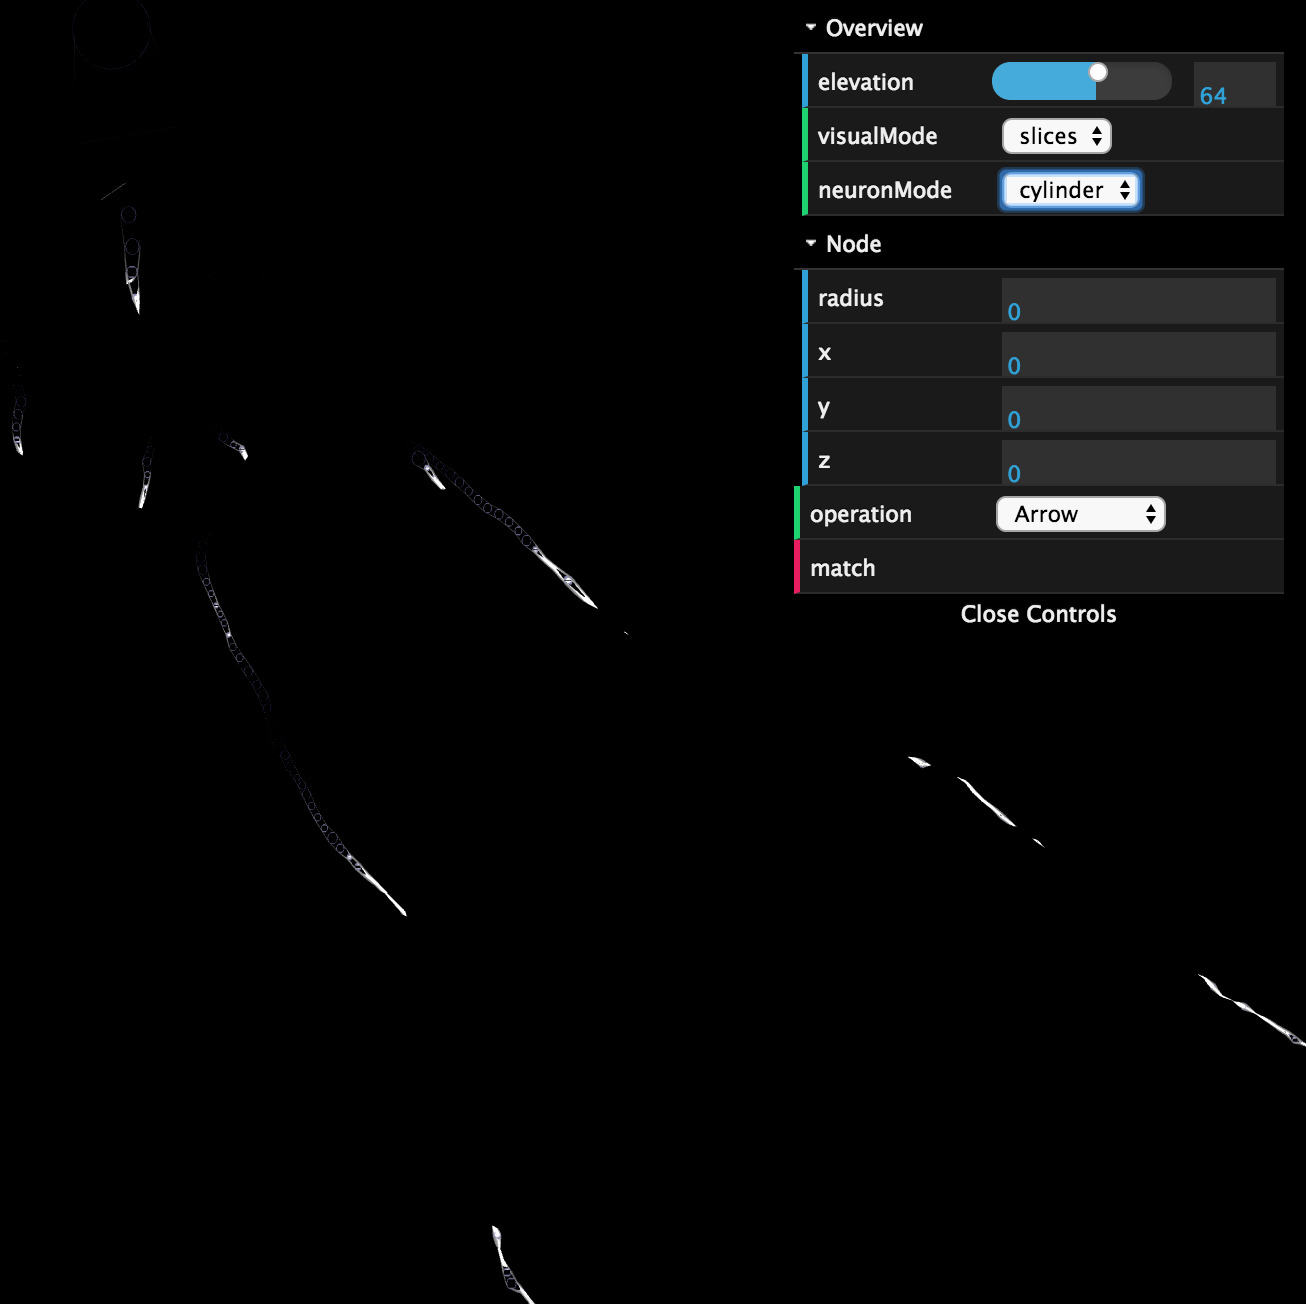 Overview
elevation 64
visualMode slices
neuronMode cylinder
Node
radius 0
x 0
y 0
z 0
operation Arrow
match
Close Controls